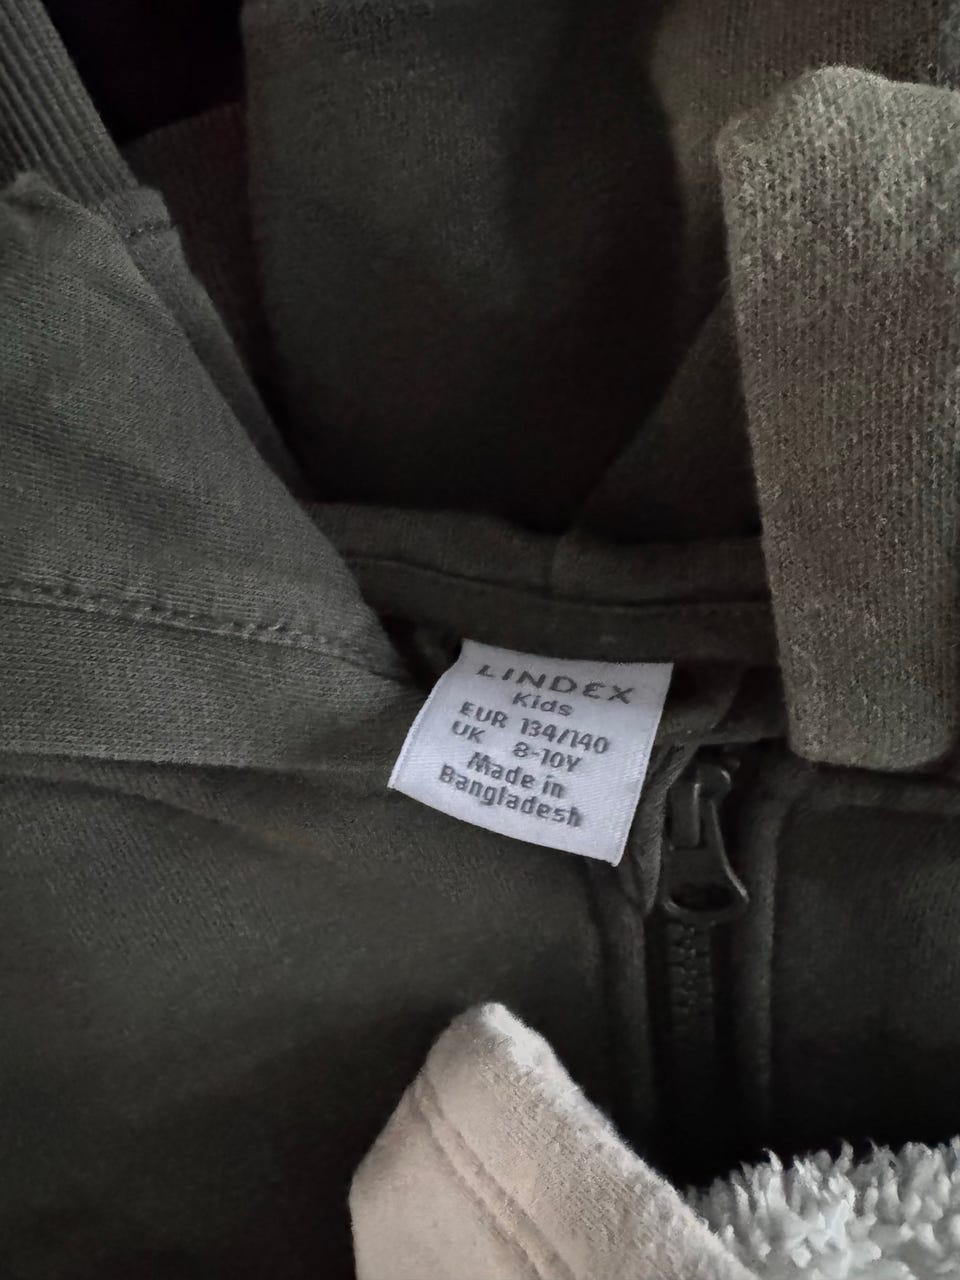 LINDEX
Kids
EUR 134/140
UK 8-10Y
Made in
Bangladesh